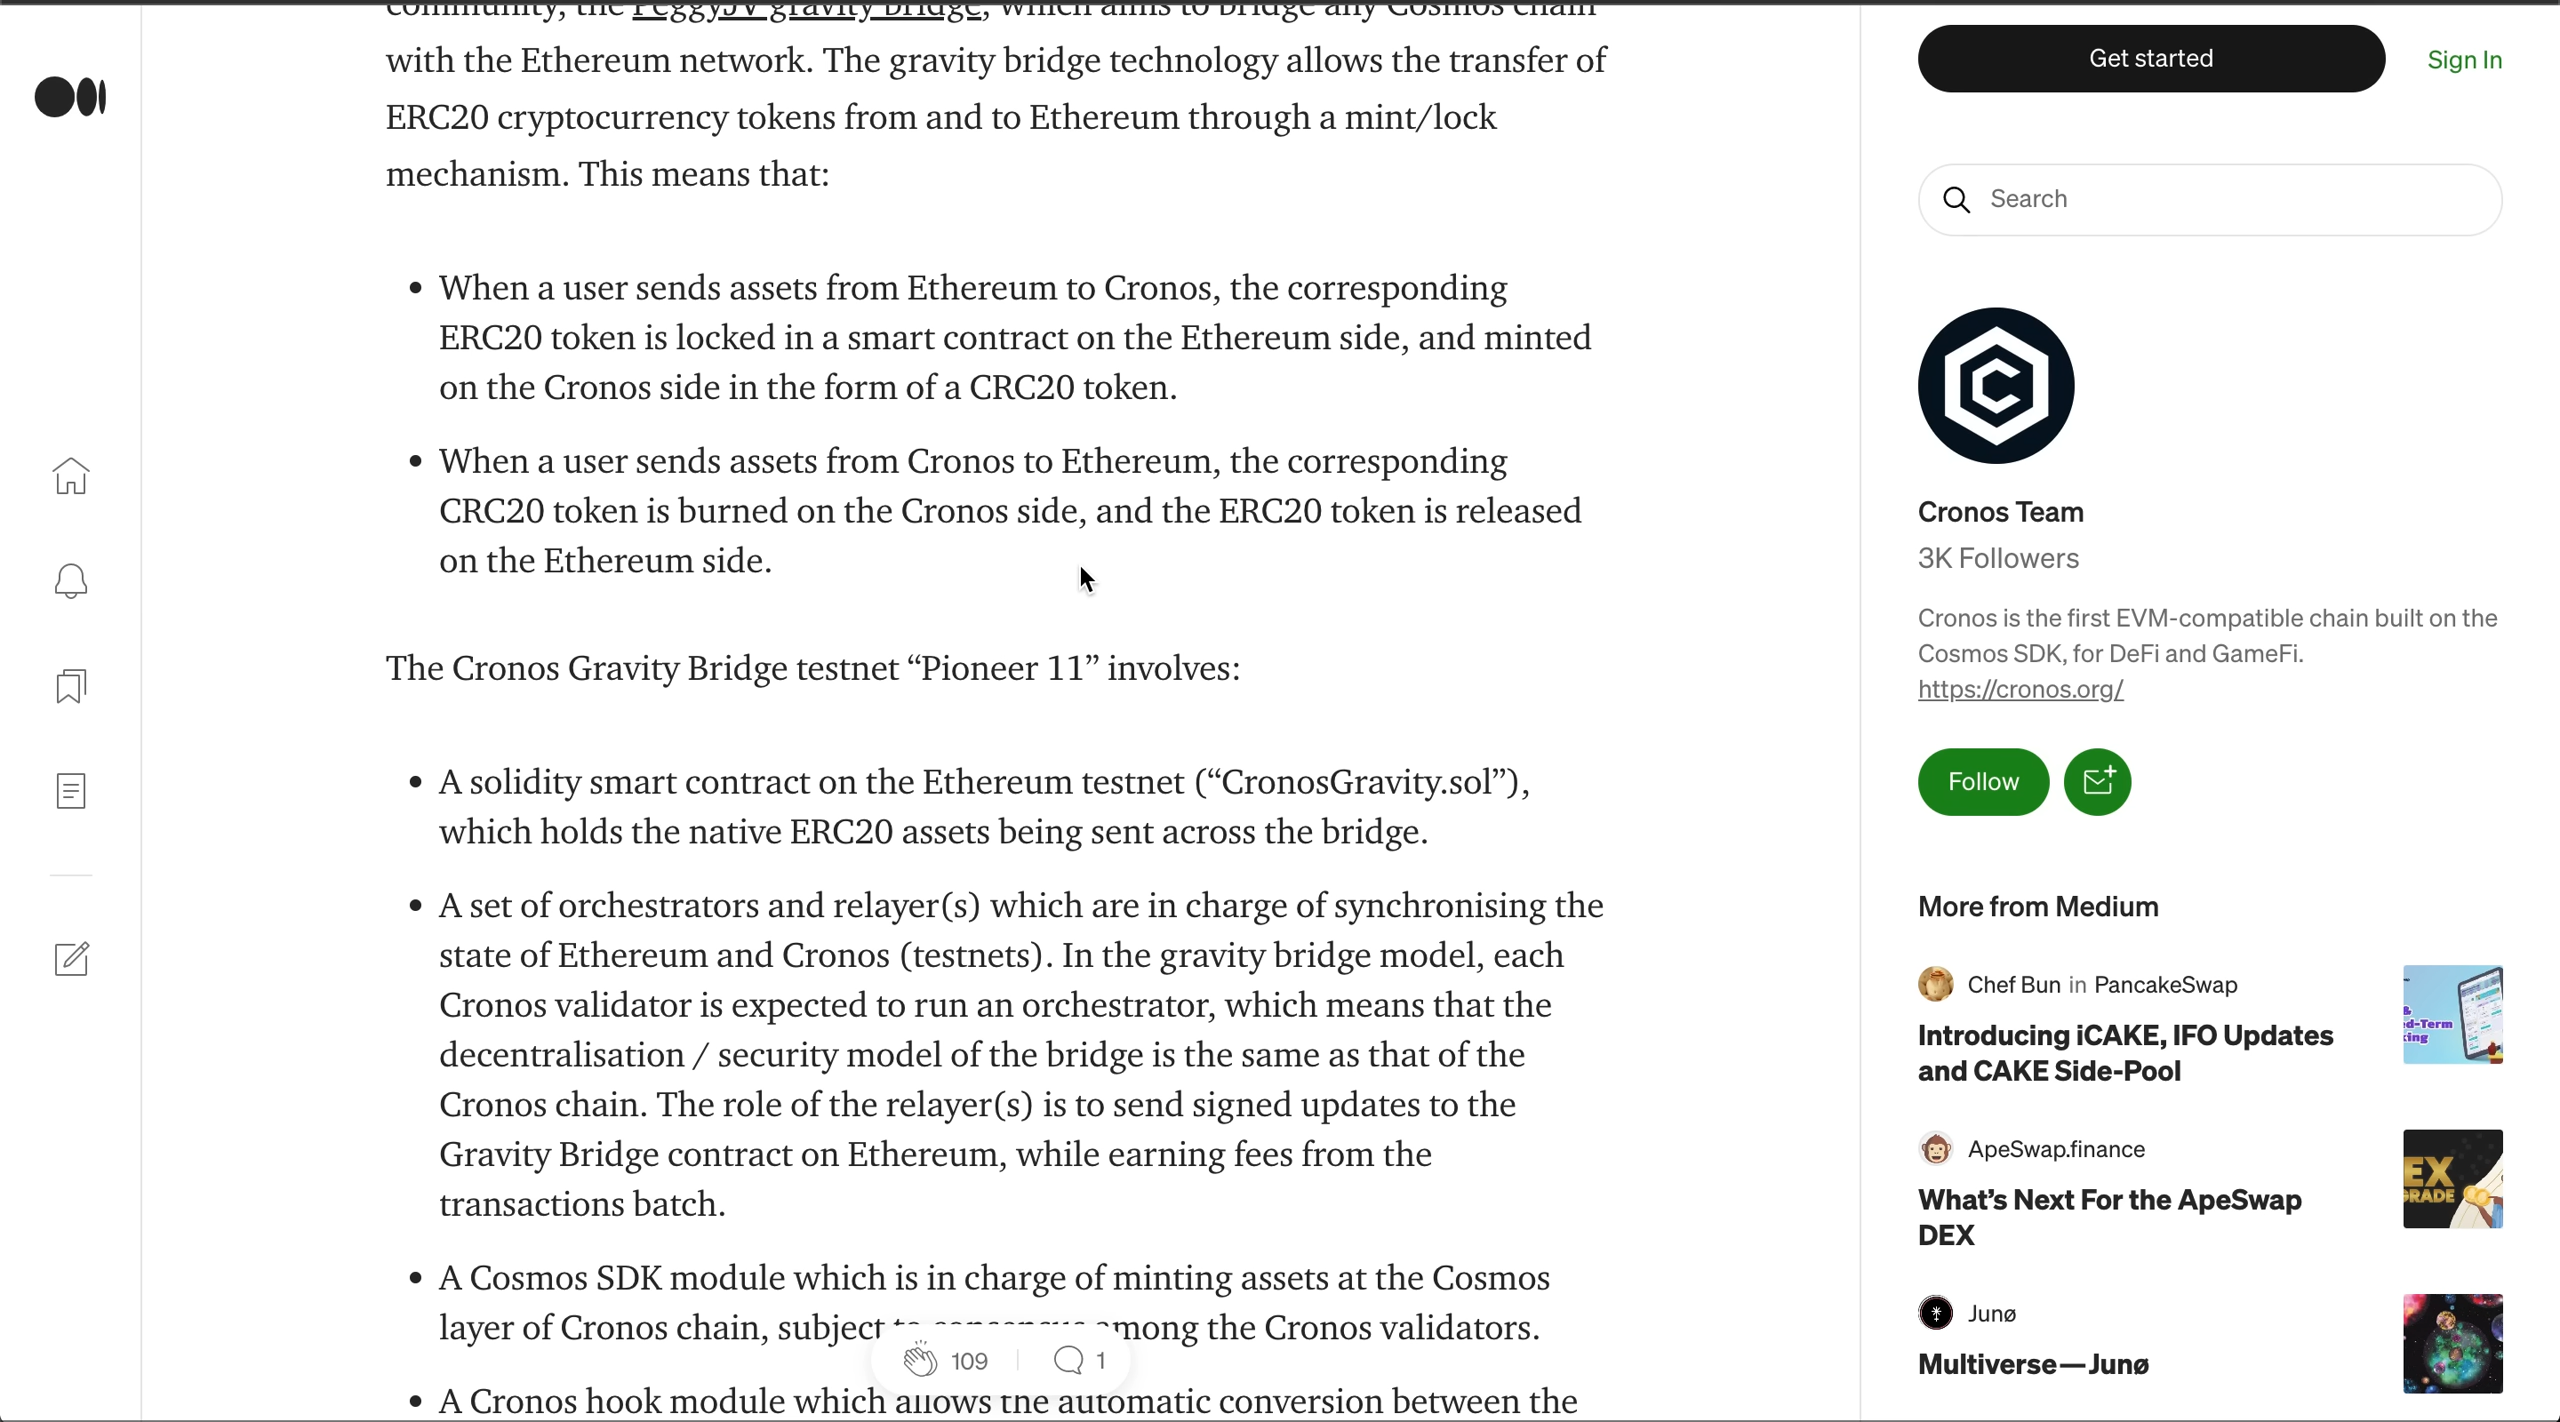 community, the PeggyJV gravity bridge, which aims to bridge any Cosmos chain
with the Ethereum network. The gravity bridge technology allows the transfer of
ERC20 cryptocurrency tokens from and to Ethereum through a mint/lock
mechanism. This means that:
• When a user sends assets from Ethereum to Cronos, the corresponding
ERC20 token is locked in a smart contract on the Ethereum side, and minted
on the Cronos side in the form of a CRC20 token.
• When a user sends assets from Cronos to Ethereum, the corresponding
CRC20 token is burned on the Cronos side, and the ERC20 token is released
on the Ethereum side.
The Cronos Gravity Bridge testnet “Pioneer 11” involves:
• A solidity smart contract on the Ethereum testnet (“CronosGravity.sol”),
which holds the native ERC20 assets being sent across the bridge.
• A set of orchestrators and relayer(s) which are in charge of synchronising the
state of Ethereum and Cronos (testnets). In the gravity bridge model, each
Cronos validator is expected to run an orchestrator, which means that the
decentralisation / security model of the bridge is the same as that of the
Cronos chain. The role of the relayer(s) is to send signed updates to the
Gravity Bridge contract on Ethereum, while earning fees from the
transactions batch.
• A Cosmos SDK module which is in charge of minting assets at the Cosmos
layer of Cronos chain, subject to consensus among the Cronos validators.
109
1
• A Cronos hook module which allows the automatic conversion between the
Get started
Sign In
Search
Cronos Team
3K Followers
Cronos is the first EVM-compatible chain built on the
Cosmos SDK, for DeFi and GameFi.
https://cronos.org/
Follow
More from Medium
Chef Bun in PancakeSwap
Introducing iCAKE, IFO Updates
and CAKE Side-Pool
&
ed-Term
king
ApeSwap.finance
What’s Next For the ApeSwap
DEX
EX
GRADE
Junø
Multiverse — Junø